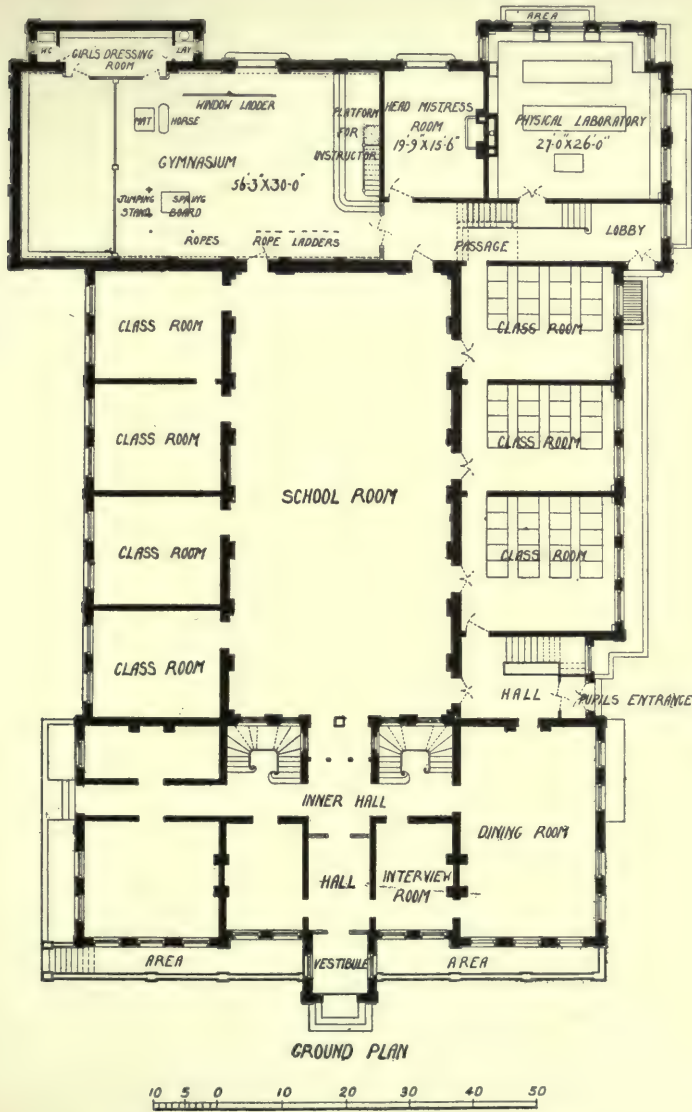 AREA
WC
GIRLS DRESSING
ROOM
LAV
WINDOW LADDER
MAT
HORSE
PLATFORM
FOR
INSTRUCTOR
HEAD MISTRESS
ROOM
19'-9"X15'-6"
PHYSICAL LABORATORY
27'-0"X26'-0"
GYMNASIUM
56'-3"X30'-0"
JUMPING
STAND
SPRING
BOARD
ROPES
ROPE LADDERS
PASSAGE
LOBBY
CLASS ROOM
CLASS ROOM
CLASS ROOM
CLASS ROOM
SCHOOL ROOM
CLASS ROOM
CLASS ROOM
CLASS ROOM
HALL
PUPILS ENTRANCE
INNER HALL
DINING ROOM
HALL
INTERVIEW
ROOM
AREA
VESTIBULE
AREA
GROUND PLAN
10 5 0 10 20 30 40 50